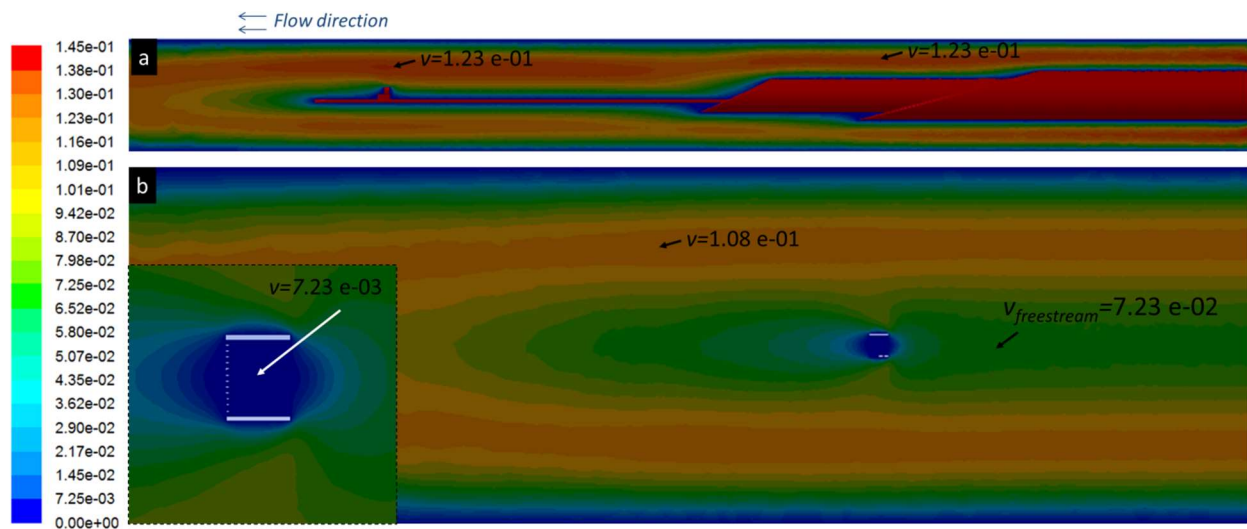 Flow direction
1.45e-01
1.38e-01
1.30e-01
1.23e-01
1.16e-01
1.09e-01
1.01e-01
9.42e-02
8.70e-02
7.98e-02
7.25e-02
6.52e-02
5.80e-02
5.07e-02
4.35e-02
3.62e-02
2.90e-02
2.17e-02
1.45e-02
7.25e-03
0.00e+00
a
v=1.23 e-01
v=1.23 e-01
b
v=1.08 e-01
v=7.23 e-03
vfreestream=7.23 e-02